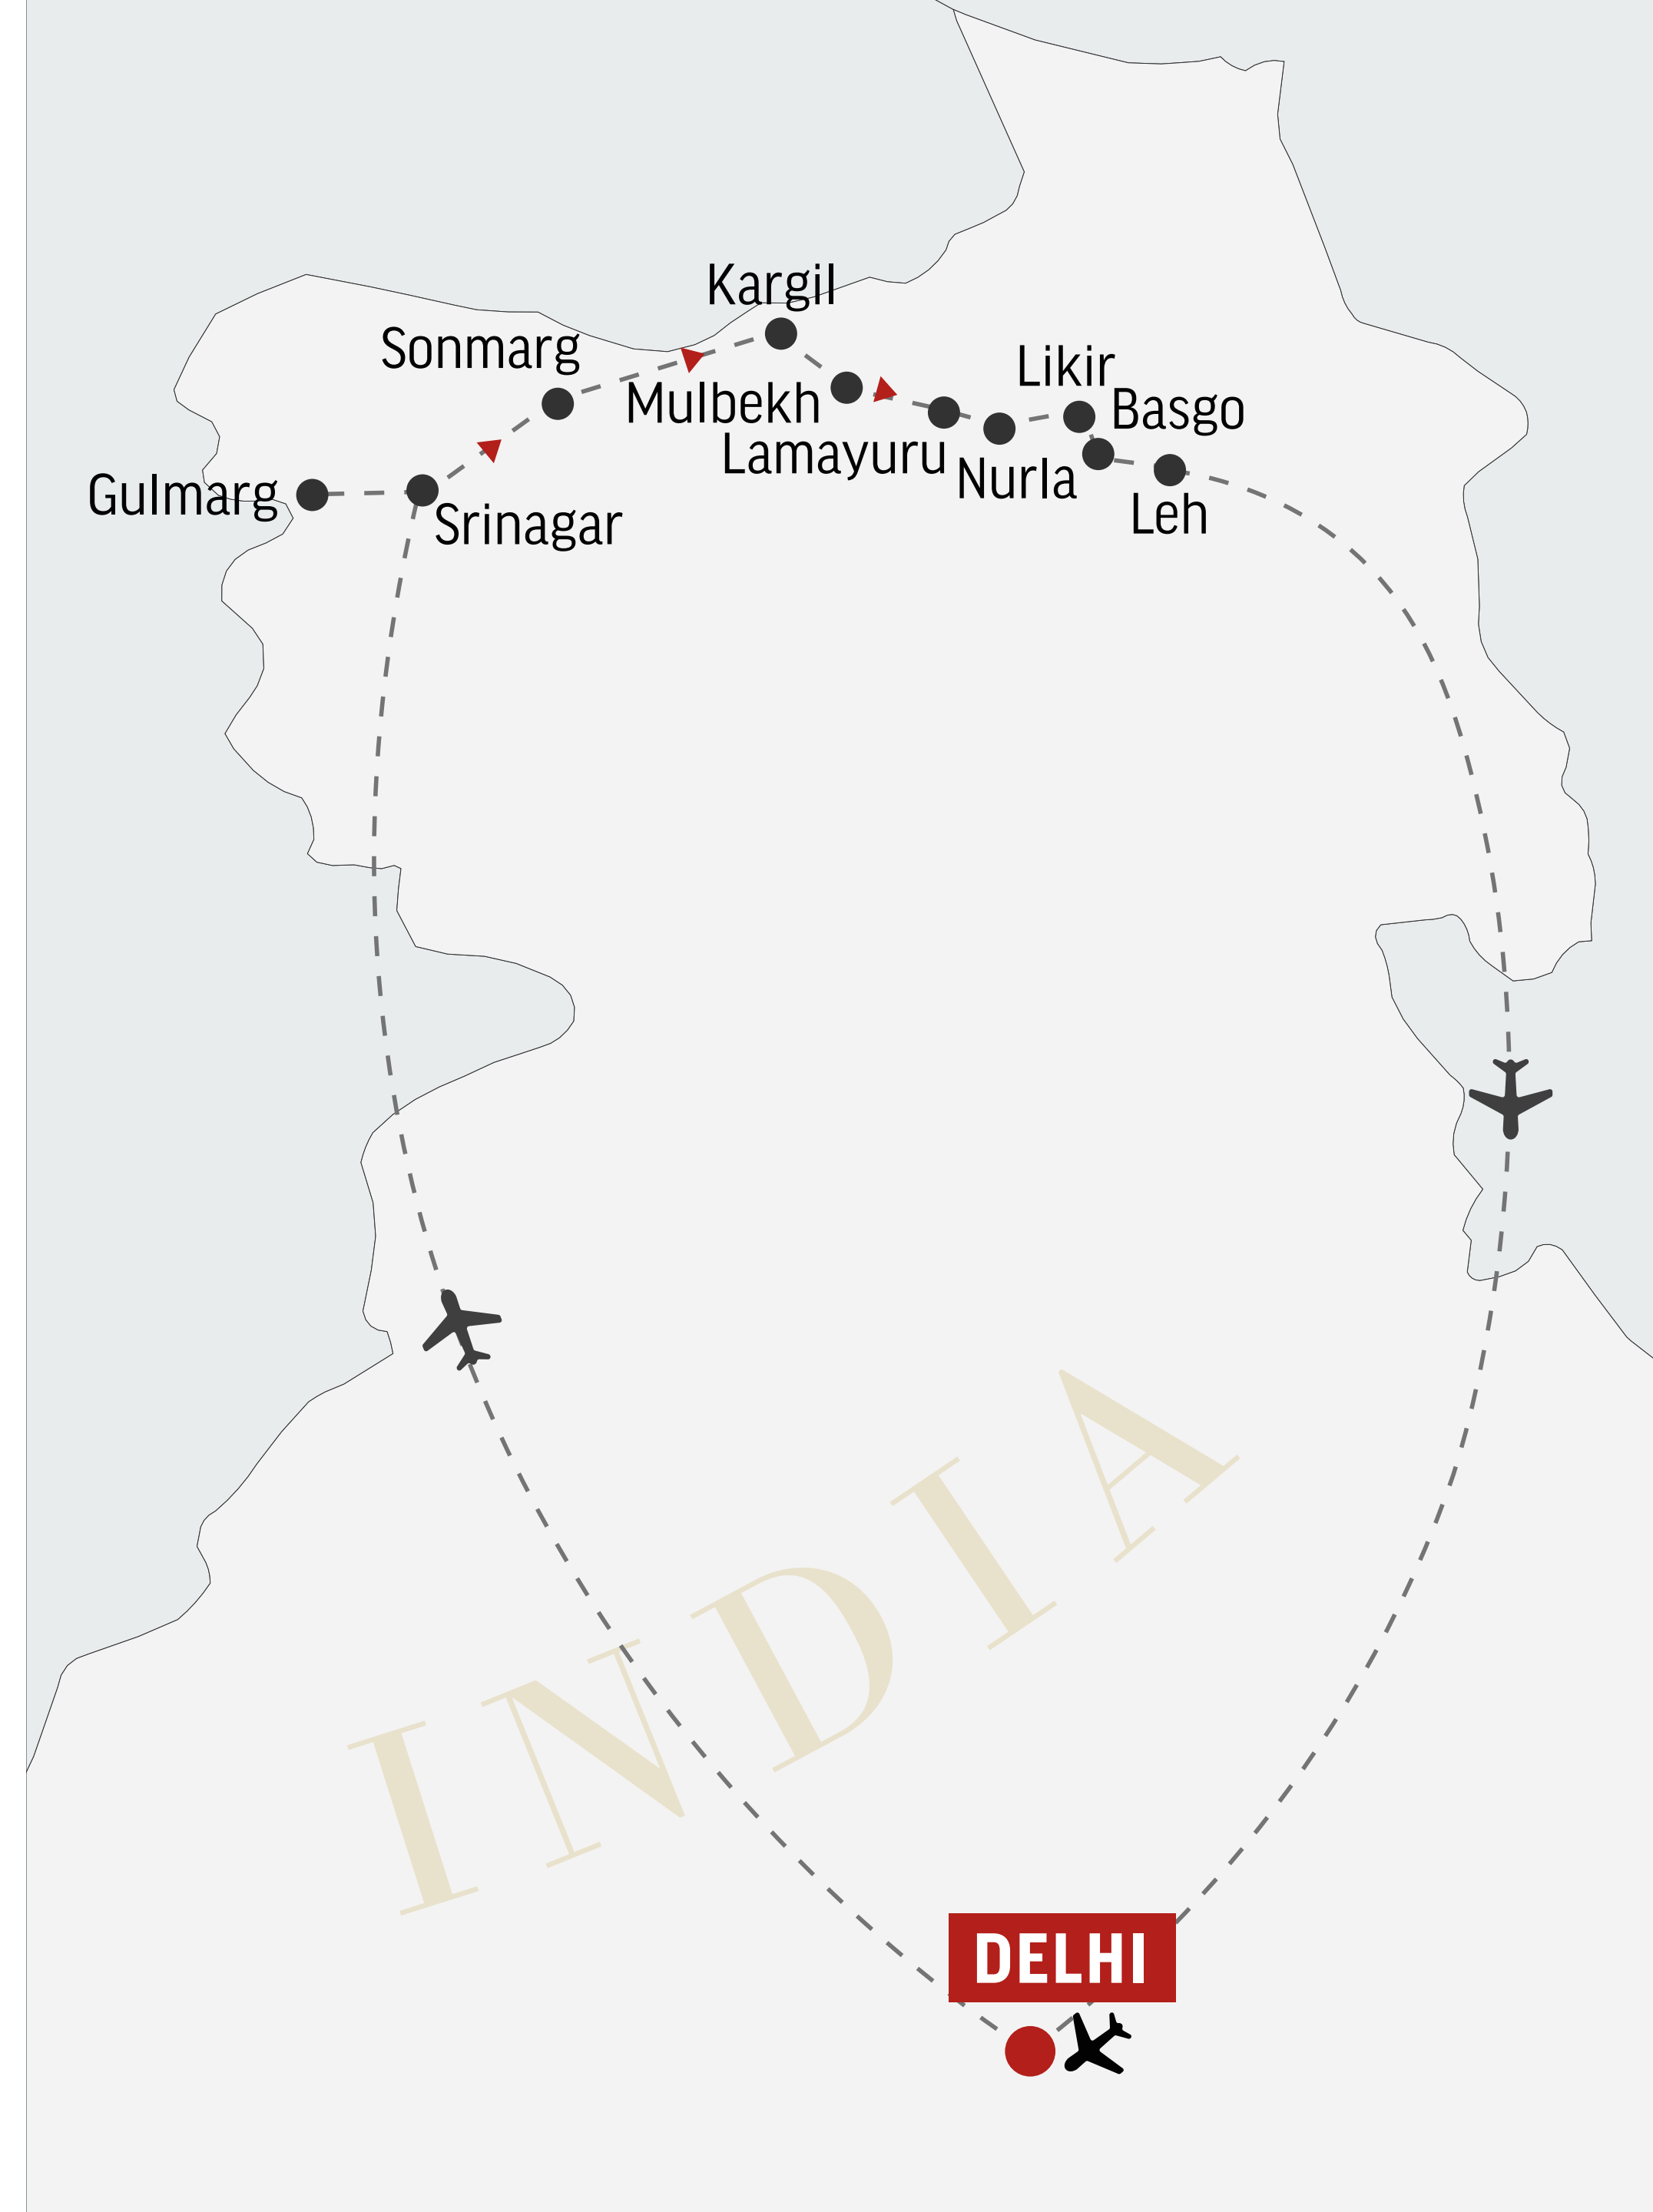 Kargil
Sonmarg
Likir
Mulbekh
Basgo
Lamayuru
Nurla
Gulmarg
Srinagar
Leh
INDIA
DELHI